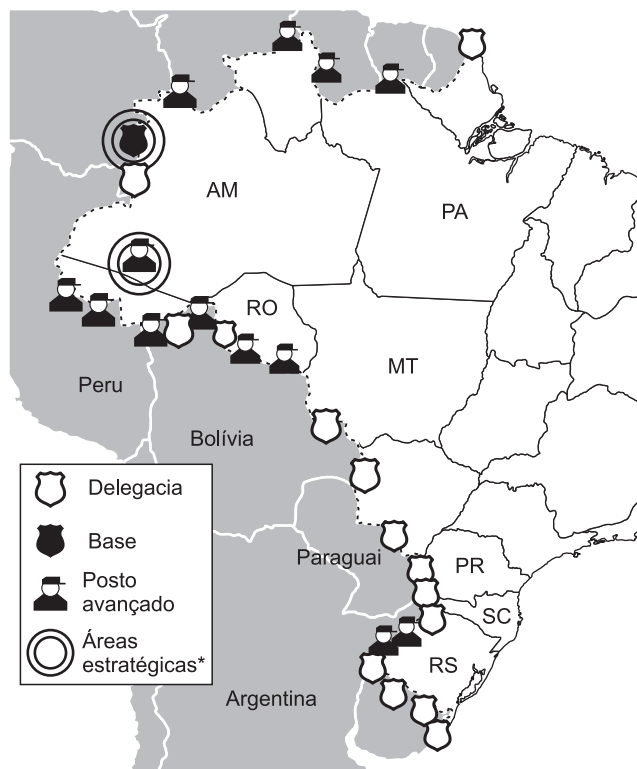 AM
PA
RO
MT
Peru
Bolívia
Paraguai
PR
SC
RS
Argentina
Delegacia
Base
Posto
avançado
Áreas
estratégicas*